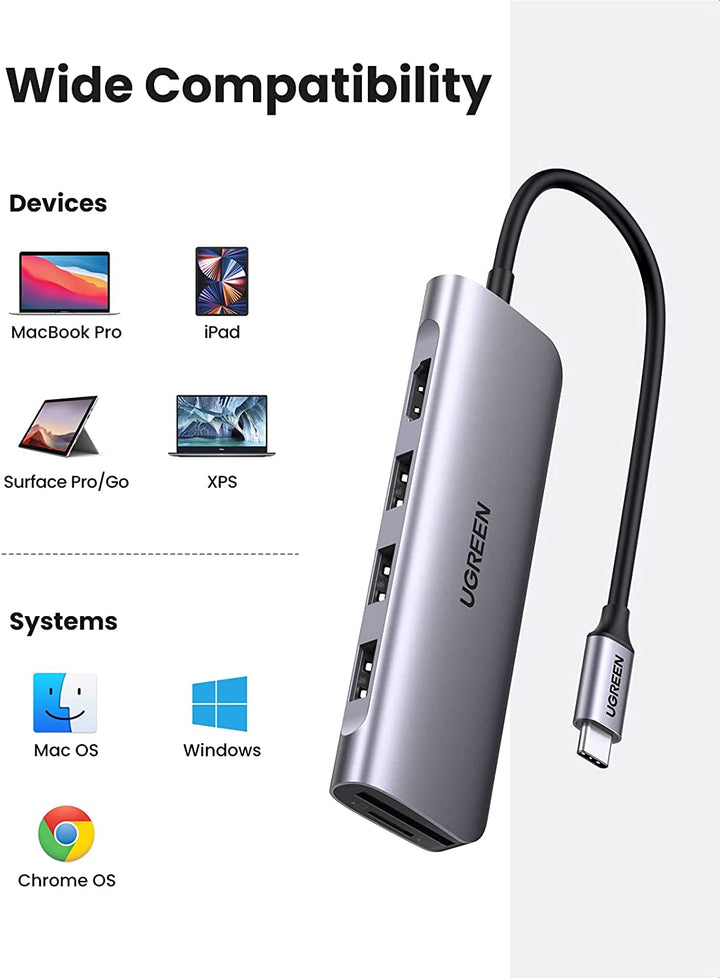 Wide Compatibility
Devices
MacBook Pro
iPad
Surface Pro/Go
XPS
Systems
Mac OS
Windows
Chrome OS
UGREEN
UGREEN